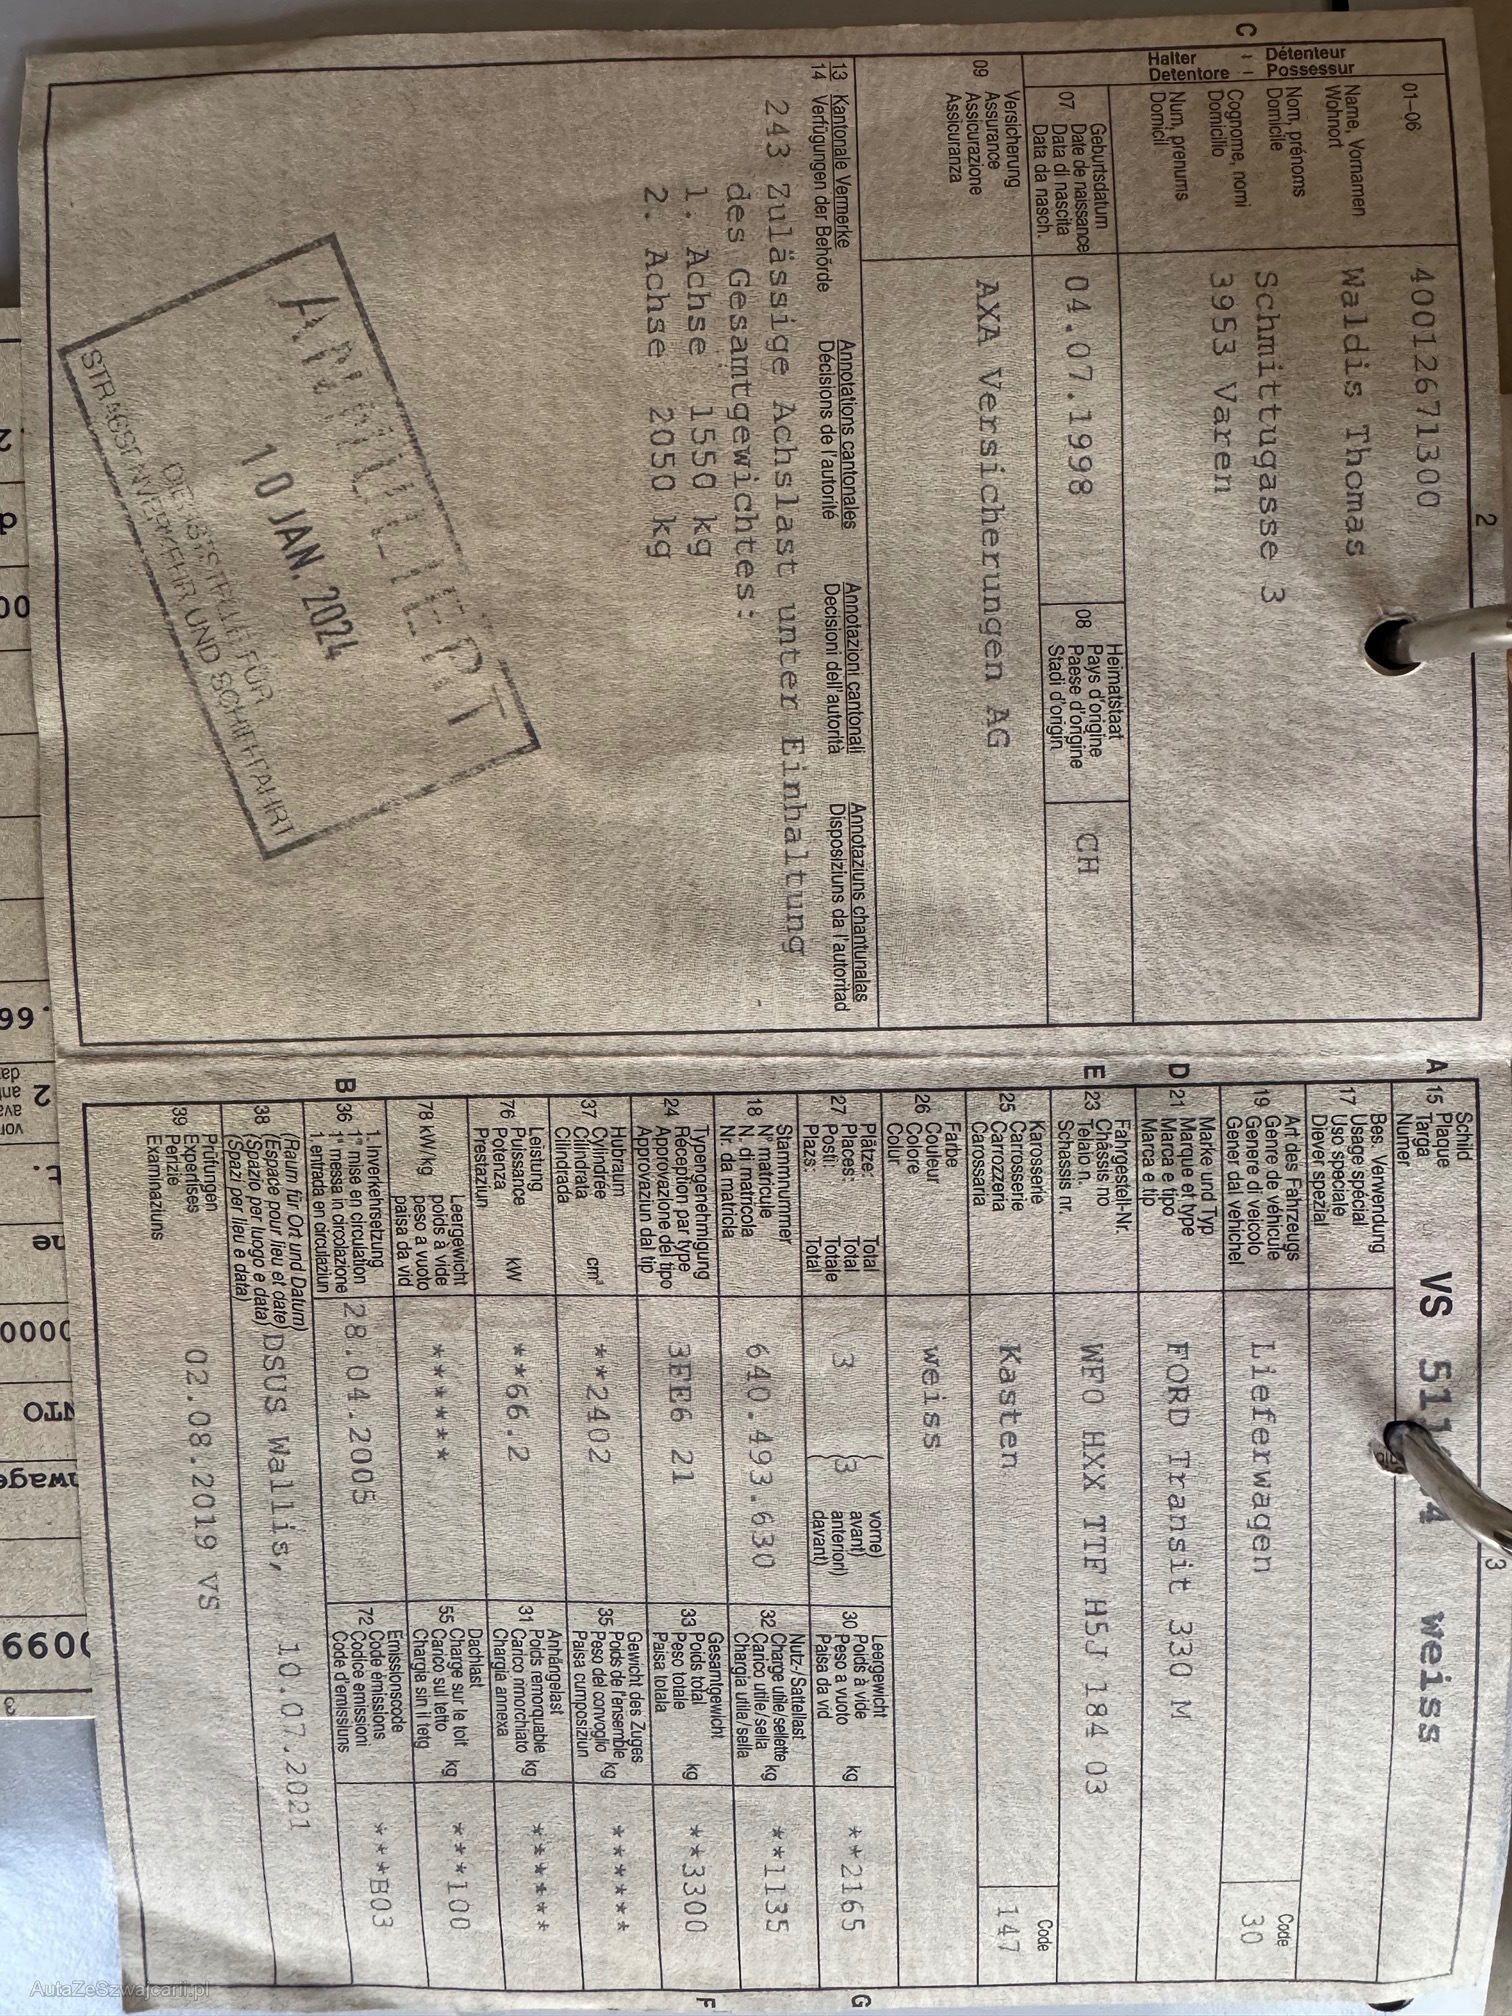 2
C
Halter
Détenteur
Detentore
Possessur
01–06
Name, Vornamen
Wohnort
Nom, prénoms
Domicile
Cognome, nomi
Domicilio
Num, prenums
Domicil
4001267​1300
Waldis Thomas
Schmittugasse 3
3953 Varen
07
Geburtsdatum
Date de naissance
Data di nascita
Data da nasch.
04.07.1998
08
Heimatstaat
Pays d'origine
Paese d'origine
Stadi d'origin
CH
09
Versicherung
Assurance
Assicurazione
Assicuranza
AXA Versicherungen AG
13 Kantonale Vermerke Annotations cantonales Annotazioni cantonali Annotaziuns chantunalas
14 Verfügungen der Behörde Décisions de l'autorité Decisioni dell'autorità Disposiziuns da l'autoritad
243 Zulässige Achslast unter Einhaltung
des Gesamtgewichtes:
1. Achse 1550 kg
2. Achse 2050 kg
ANNULIERT
10 JAN. 2024
DIENSTSTELLE FÜR
STRASSENVERKEHR UND SCHIFFFAHRT
3
A 15
Schild
Plaque
Targa
Numer
VS weiss
17
Bes. Verwendung
Usage spécial
Uso speciale
Diever spezial
19
Art des Fahrzeugs
Genre de véhicule
Genere di veicolo
Gener dal vehichel
Lieferwagen
Code
30
D 21
Marke und Typ
Marque et type
Marca e tipo
Marca e tip
FORD Transit 330 M
E 23
Fahrgestell-Nr.
Châssis no
Telaio n.
Schassis nr.
WF0 HXX TTF H5J 184 03
25
Karosserie
Carrosserie
Carrozzeria
Carrossaria
Kasten
Code
147
26
Farbe
Couleur
Colore
Colur
weiss
27
Plätze: Total
Places: Total
Posti: Totale
Plazs: Total
3
(3
vorne)
avant)
anteriori)
davant)
30
Leergewicht
Poids à vide
Peso a vuoto kg
Paisa da vid
**2165
G
18
Stammnummer
N° matricule
N. di matricola
Nr. da matricla
640.493.630
32
Nutz-/Sattellast
Charge utile/sellette kg
Carico utile/sella
Chargia utila/sella
**1135
24
Typengenehmigung
Réception par type
Approvazione del tipo
Approvaziun dal tip
3EE6 21
33
Gesamtgewicht
Poids total
Peso totale kg
Paisa totala
**3300
F
37
Hubraum
Cylindrée
Cilindrata cm³
Cilindrada
**2402
35
Gewicht des Zuges
Poids de l'ensemble kg
Peso del convoglio
Paisa cumposiziun
******
76
Leistung
Puissance
Potenza kW
Prestaziun
**66.2
31
Anhängelast
Poids remorquable kg
Carico rimorchiato
Chargia annexa
******
78 kW/kg
Leergewicht
poids à vide
peso a vuoto
paisa da vid
******
55
Dachlast
Charge sur le toit kg
Carico sul tetto
Chargia sin il tetg
***100
B 36
1. Inverkehrsetzung
1re mise en circulation
1a messa in circolazione
1. entrada en circulaziun
28.04.2005
72
Emissionscode
Code émissions
Codice emissioni
Code d'emissiuns
***B03
38
(Raum für Ort und Datum)
(Espace pour lieu et date)
(Spazio per luogo e data)
(Spazi per lieu e data)
DSUS Wallis, 10.07.2021
39
Prüfungen
Expertises
Perizie
Examinaziuns
02.08.2019 VS
AutaZeSzwajcarii.pl